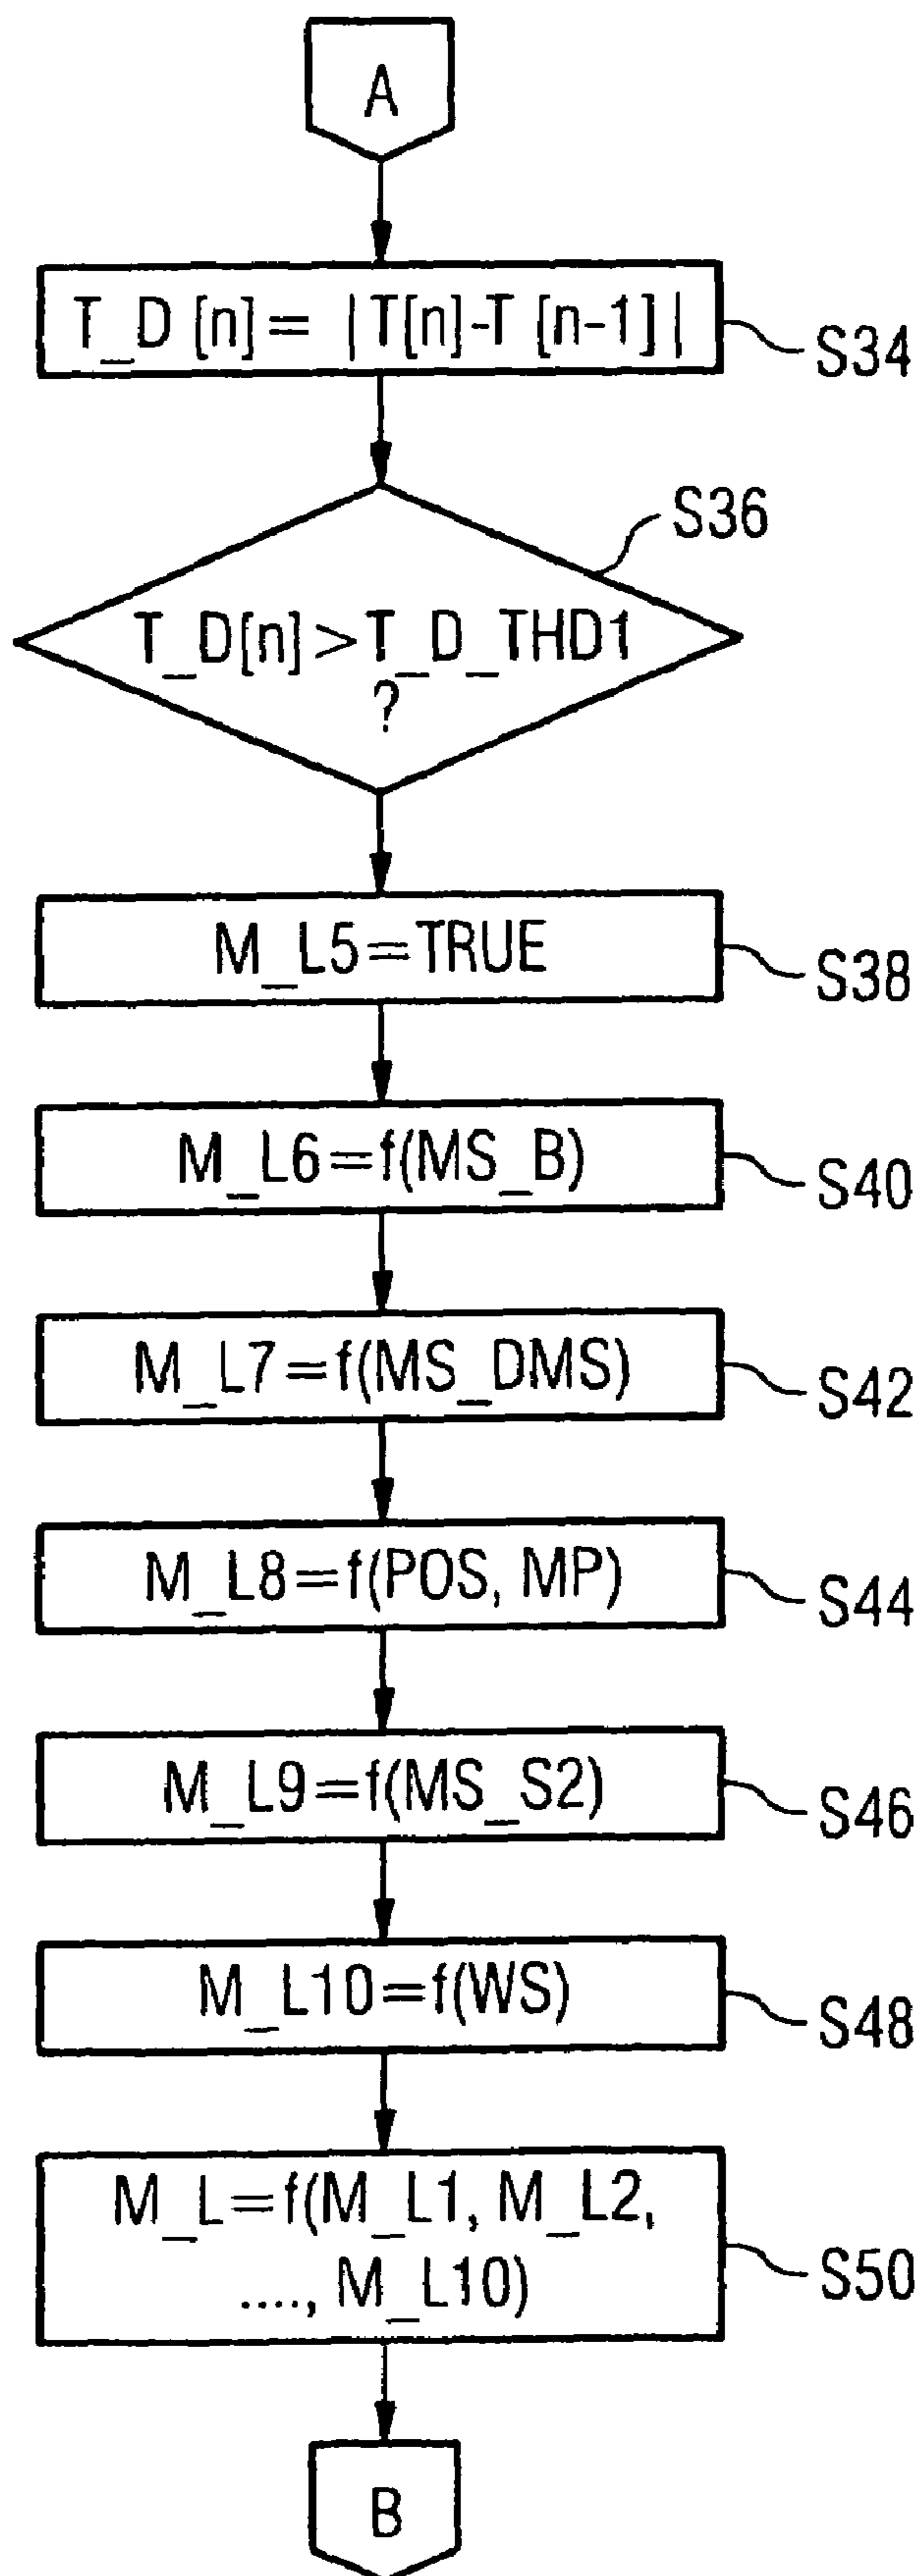 A
T_D [n] = |T[n]-T [n-1]|
S34
S36
T_D[n] > T_D_THD1
?
M_L5=TRUE
S38
M_L6=f(MS_B)
S40
M_L7=f(MS_DMS)
S42
M_L8=f(POS, MP)
S44
M_L9=f(MS_S2)
S46
M_L10=f(WS)
S48
M_L=f(M_L1, M_L2,
...., M_L10)
S50
B